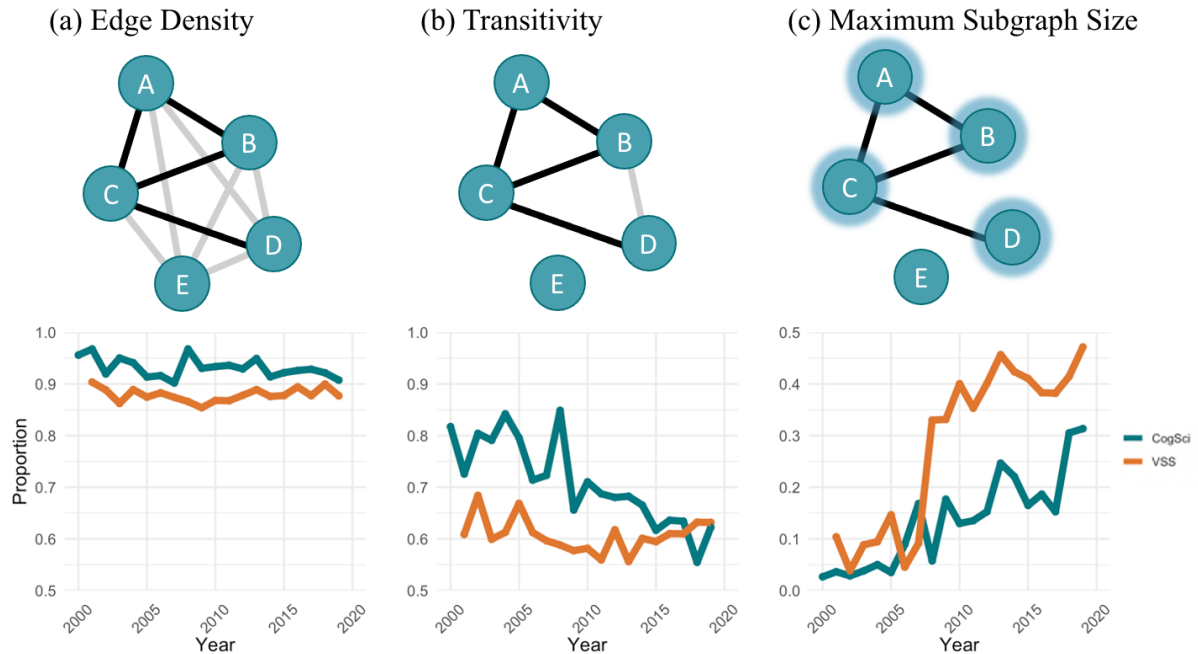 (a) Edge Density
(b) Transitivity
(c) Maximum Subgraph Size
A
B
C
D
E
A
B
C
D
E
A
B
C
D
E
Proportion
1.0
0.9
0.8
0.7
0.6
0.5
2000
2005
2010
2015
2020
Year
1.0
0.9
0.8
0.7
0.6
0.5
2000
2005
2010
2015
2020
Year
0.5
0.4
0.3
0.2
0.1
0.0
2000
2005
2010
2015
2020
Year
CogSci
VSS